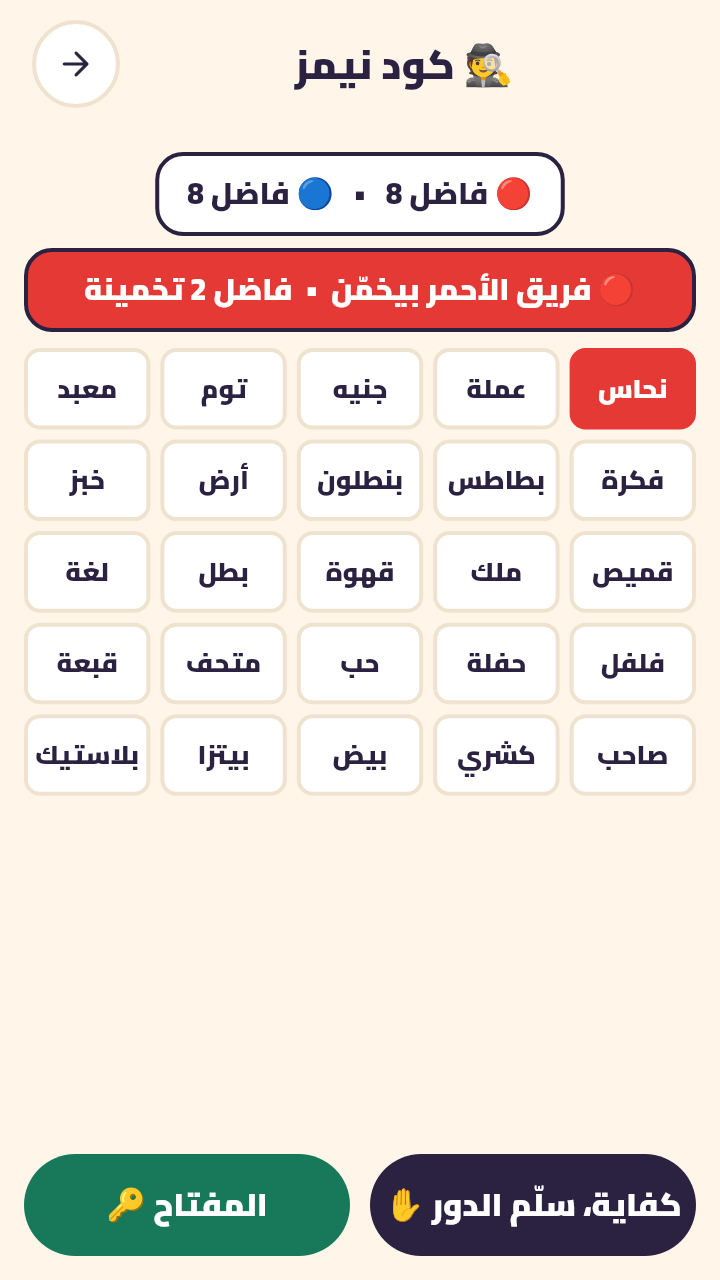 🕵️ كود نيمز
🔴 فاضل 8 · 🔵 فاضل 8
🔴 فريق الأحمر بيخمّن · فاضل 2 تخمينة
نحاس عملة جنيه توم معبد
فكرة بطاطس بنطلون أرض خبز
قميص ملك قهوة بطل لغة
فلفل حفلة حب متحف قبعة
صاحب كشري بيض بيتزا بلاستيك
كفاية، سلّم الدور ✋ المفتاح 🔑